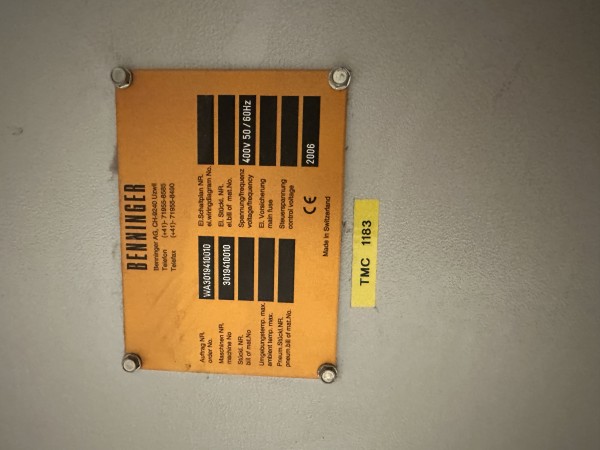 BENNINGER
Benninger AG, CH-9240 Uzwil
Telefon (+41)- 71955-8585
Telefax (+41)- 71955-8490
Auftrag NR.
order No.
WA3019410010
El.Schaltplan NR.
el.wiringdiagram No.
Maschinen NR.
machine No
3019410010
El. Stückl. NR.
el.bill of mat.No.
Stückl. NR.
bill of mat.No
Spannung/frequenz
voltage/frequency
400V 50 / 60Hz
Umgebungstemp. max.
ambient temp. max.
El. Vorsicherung
main fuse
Pneum.Stückl.NR.
pneum.bill of mat.No.
Steuerspannung
control voltage
CE
2006
Made in Switzerland
TMC 1183